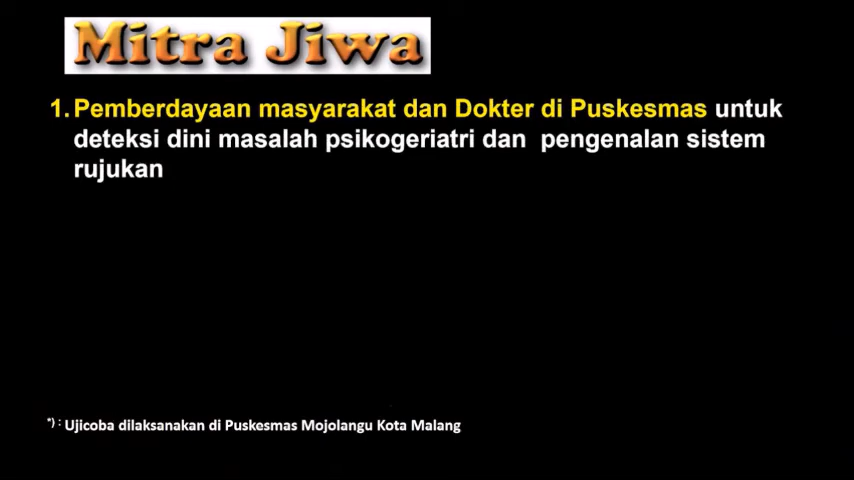 Mitra Jiwa
1. Pemberdayaan masyarakat dan Dokter di Puskesmas untuk
deteksi dini masalah psikogeriatri dan pengenalan sistem
rujukan
*) : Ujicoba dilaksanakan di Puskesmas Mojolangu Kota Malang